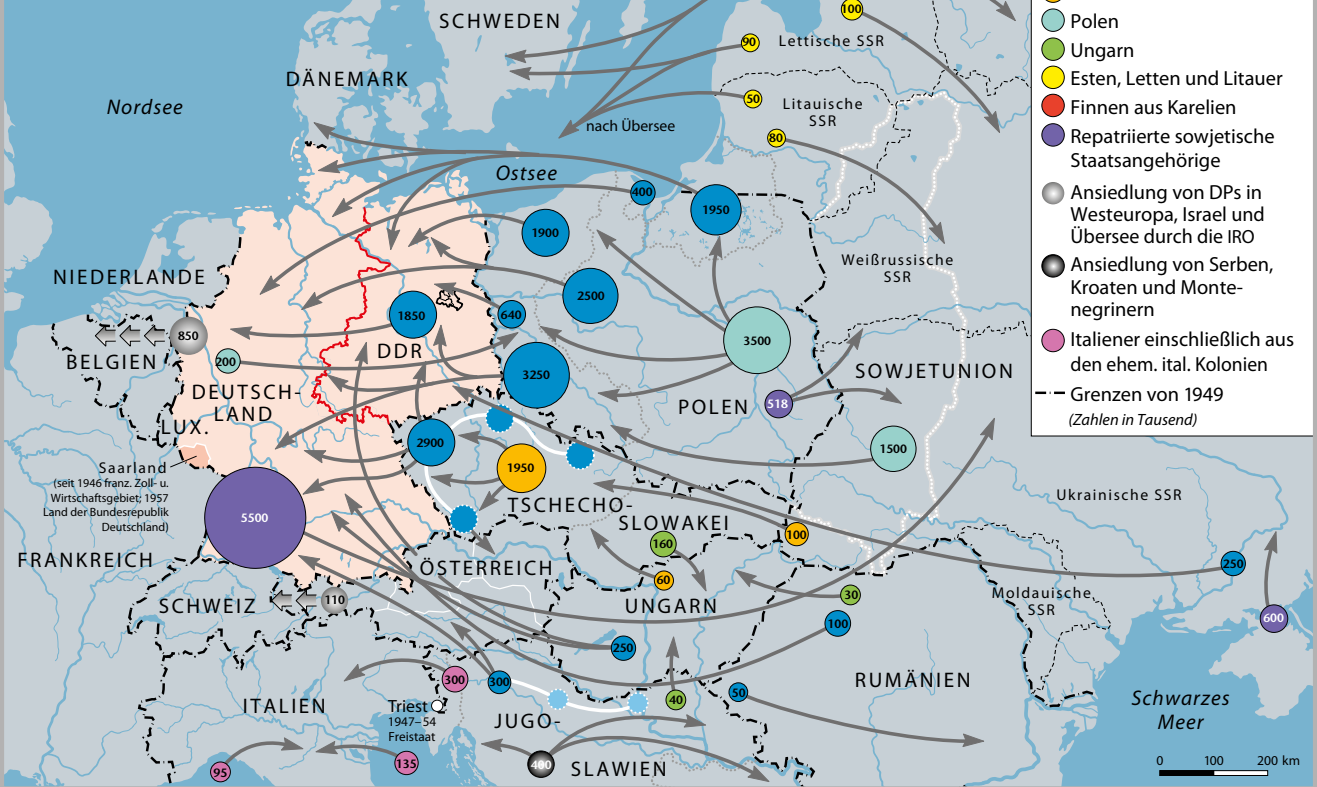 SCHWEDEN
100
90
Lettische SSR
DÄNEMARK
Nordsee
50
Litauische
SSR
nach Übersee
80
Ostsee
400
1950
1900
Weißrussische
SSR
NIEDERLANDE
2500
1850
640
850
BELGIEN
200
DDR
3500
3250
SOWJETUNION
DEUTSCH-
LAND
POLEN
518
LUX.
2900
1500
Saarland
(seit 1946 franz. Zoll- u.
Wirtschaftsgebiet; 1957
Land der Bundesrepublik
Deutschland)
1950
TSCHECHO-
SLOWAKEI
Ukrainische SSR
5500
100
160
FRANKREICH
ÖSTERREICH
60
250
SCHWEIZ
110
UNGARN
30
Moldauische
SSR
100
600
250
300
300
40
50
RUMÄNIEN
ITALIEN
Triest
1947–54
Freistaat
JUGO-
SLAWIEN
Schwarzes
Meer
95
135
400
0 100 200 km
Polen
Ungarn
Esten, Letten und Litauer
Finnen aus Karelien
Repatriierte sowjetische
Staatsangehörige
Ansiedlung von DPs in
Westeuropa, Israel und
Übersee durch die IRO
Ansiedlung von Serben,
Kroaten und Monte-
negrinern
Italiener einschließlich aus
den ehem. ital. Kolonien
Grenzen von 1949
(Zahlen in Tausend)